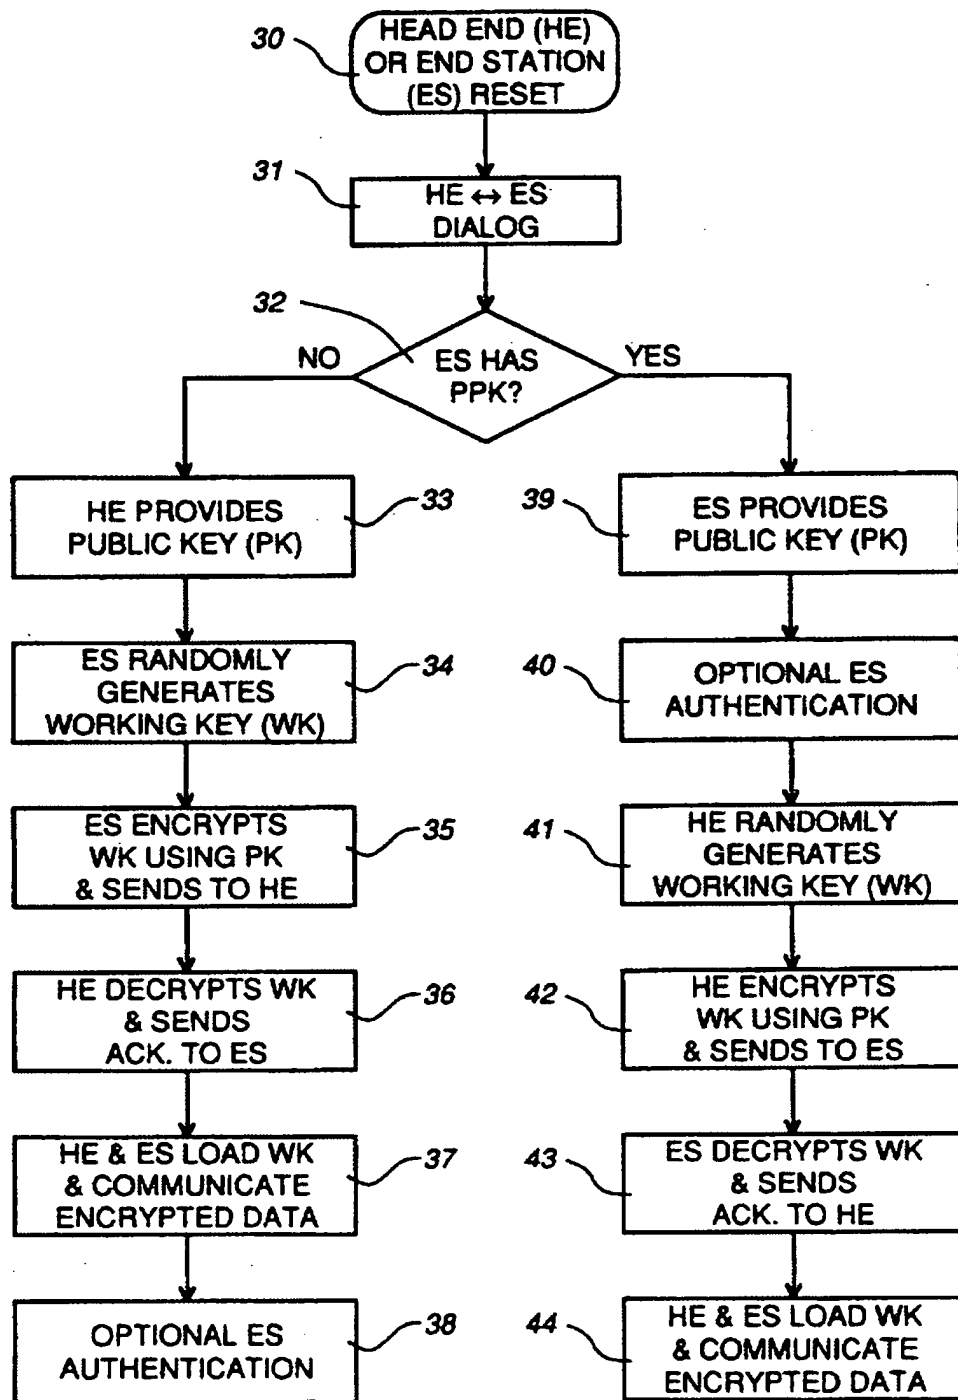 30
HEAD END (HE)
OR END STATION
(ES) RESET
31
HE ↔ ES
DIALOG
32
ES HAS
PPK?
NO
YES
HE PROVIDES
PUBLIC KEY (PK)
33
ES RANDOMLY
GENERATES
WORKING KEY (WK)
34
ES ENCRYPTS
WK USING PK
& SENDS TO HE
35
HE DECRYPTS WK
& SENDS
ACK. TO ES
36
HE & ES LOAD WK
& COMMUNICATE
ENCRYPTED DATA
37
OPTIONAL ES
AUTHENTICATION
38
39
ES PROVIDES
PUBLIC KEY (PK)
40
OPTIONAL ES
AUTHENTICATION
41
HE RANDOMLY
GENERATES
WORKING KEY (WK)
42
HE ENCRYPTS
WK USING PK
& SENDS TO ES
43
ES DECRYPTS WK
& SENDS
ACK. TO HE
44
HE & ES LOAD WK
& COMMUNICATE
ENCRYPTED DATA